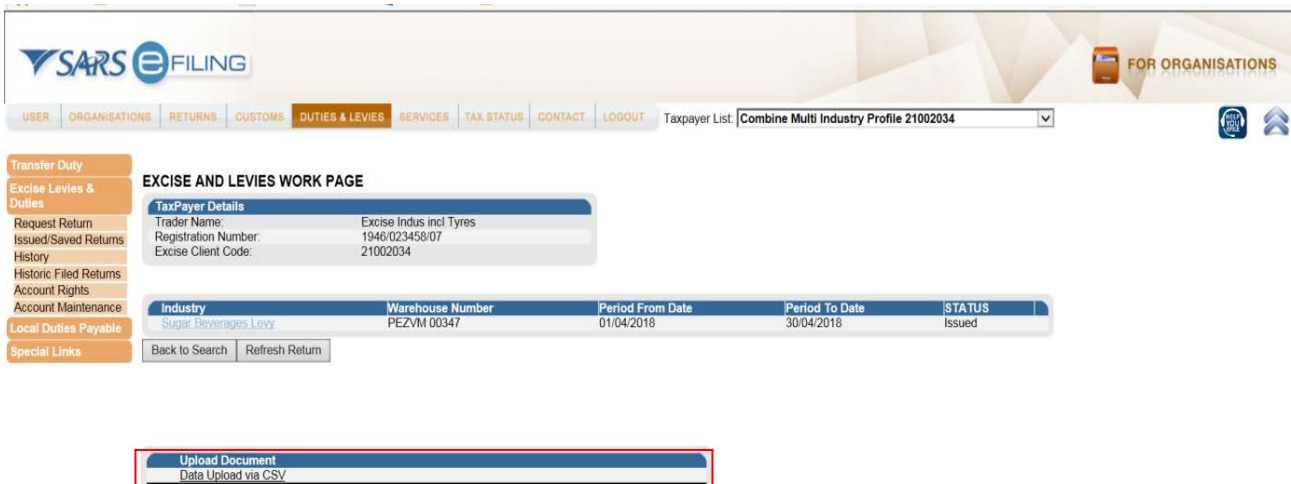 SARS e FILING
FOR ORGANISATIONS
USER ORGANISATIONS RETURNS CUSTOMS DUTIES & LEVIES SERVICES TAX STATUS CONTACT LOGOUT Taxpayer List: Combine Multi Industry Profile 21002034
HELP YOU eFILE
Transfer Duty
Excise Levies & Duties
Request Return
Issued/Saved Returns
History
Historic Filed Returns
Account Rights
Account Maintenance
Local Duties Payable
Special Links
EXCISE AND LEVIES WORK PAGE
TaxPayer Details
Trader Name: Excise Indus incl Tyres
Registration Number: 1946/023458/07
Excise Client Code: 21002034
Industry Warehouse Number Period From Date Period To Date STATUS
Sugar Beverages Levy PEZVM 00347 01/04/2018 30/04/2018 Issued
Back to Search Refresh Return
Upload Document
Data Upload via CSV